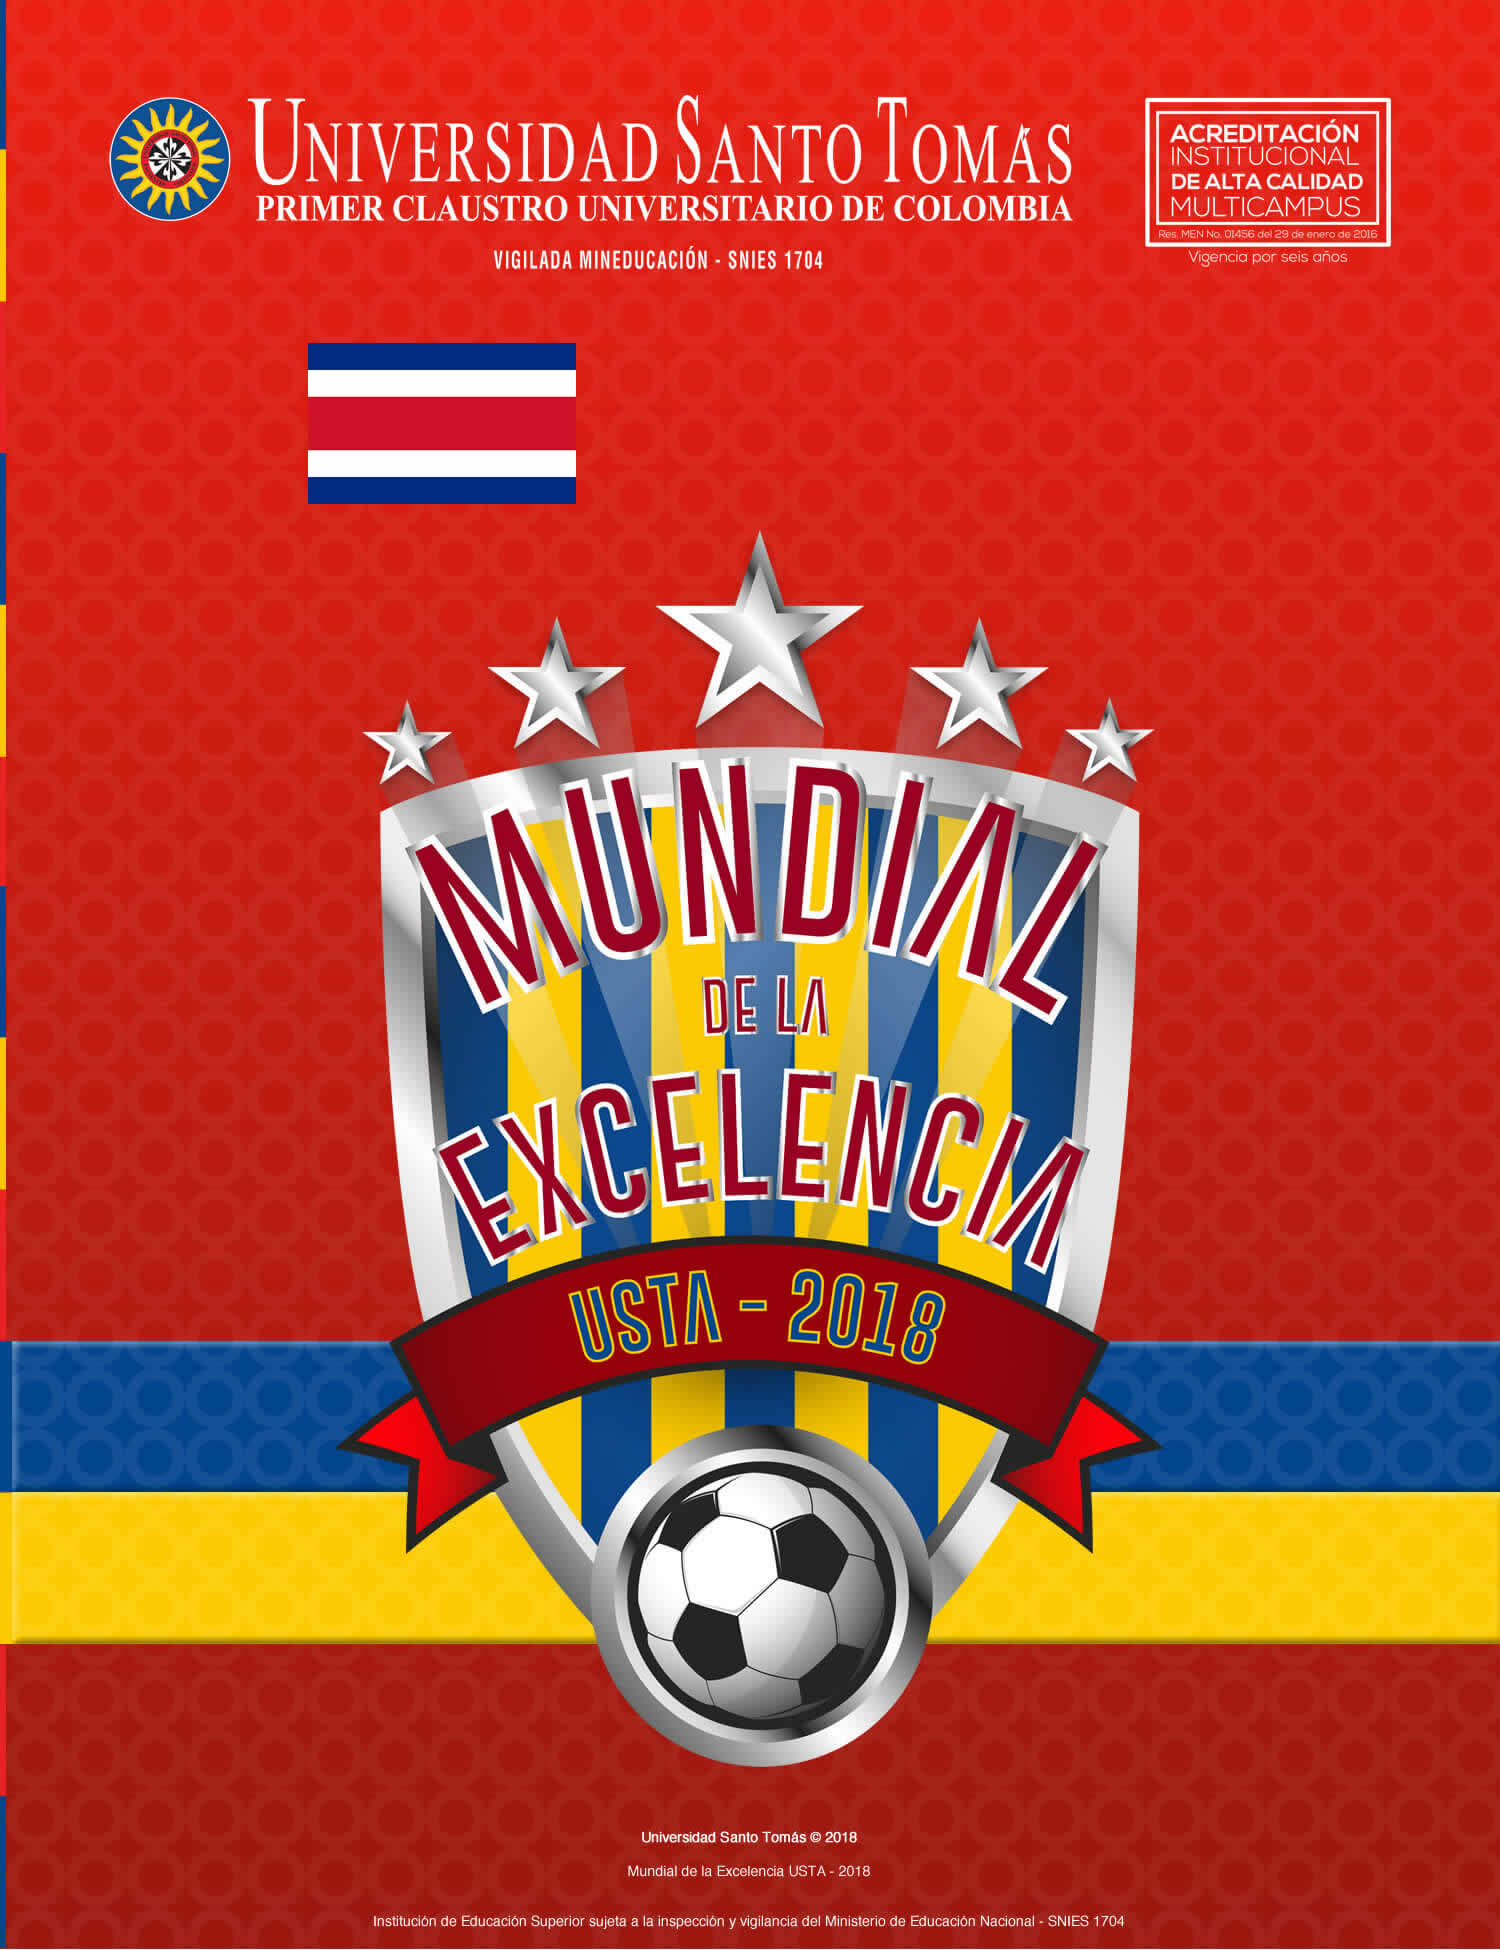 UNIVERSIDAD SANTO TOMÁS
PRIMER CLAUSTRO UNIVERSITARIO DE COLOMBIA
VIGILADA MINEDUCACIÓN - SNIES 1704
ACREDITACIÓN
INSTITUCIONAL
DE ALTA CALIDAD
MULTICAMPUS
Res. MEN No. 01456 del 29 de enero de 2016
Vigencia por seis años
MUNDIAL
DE LA
EXCELENCIA
USTA - 2018
Universidad Santo Tomás © 2018
Mundial de la Excelencia USTA - 2018
Institución de Educación Superior sujeta a la inspección y vigilancia del Ministerio de Educación Nacional - SNIES 1704